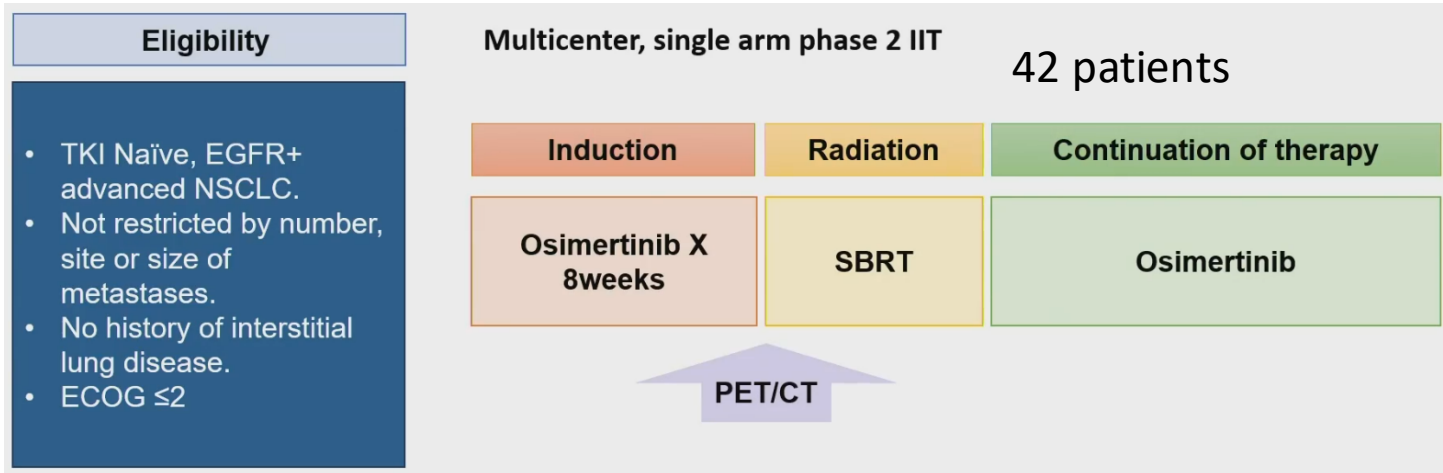 Eligibility
• TKI Naïve, EGFR+
advanced NSCLC.
• Not restricted by number,
site or size of
metastases.
• No history of interstitial
lung disease.
• ECOG ≤2
Multicenter, single arm phase 2 IIT
42 patients
Induction
Radiation
Continuation of therapy
Osimertinib X
8weeks
SBRT
Osimertinib
PET/CT